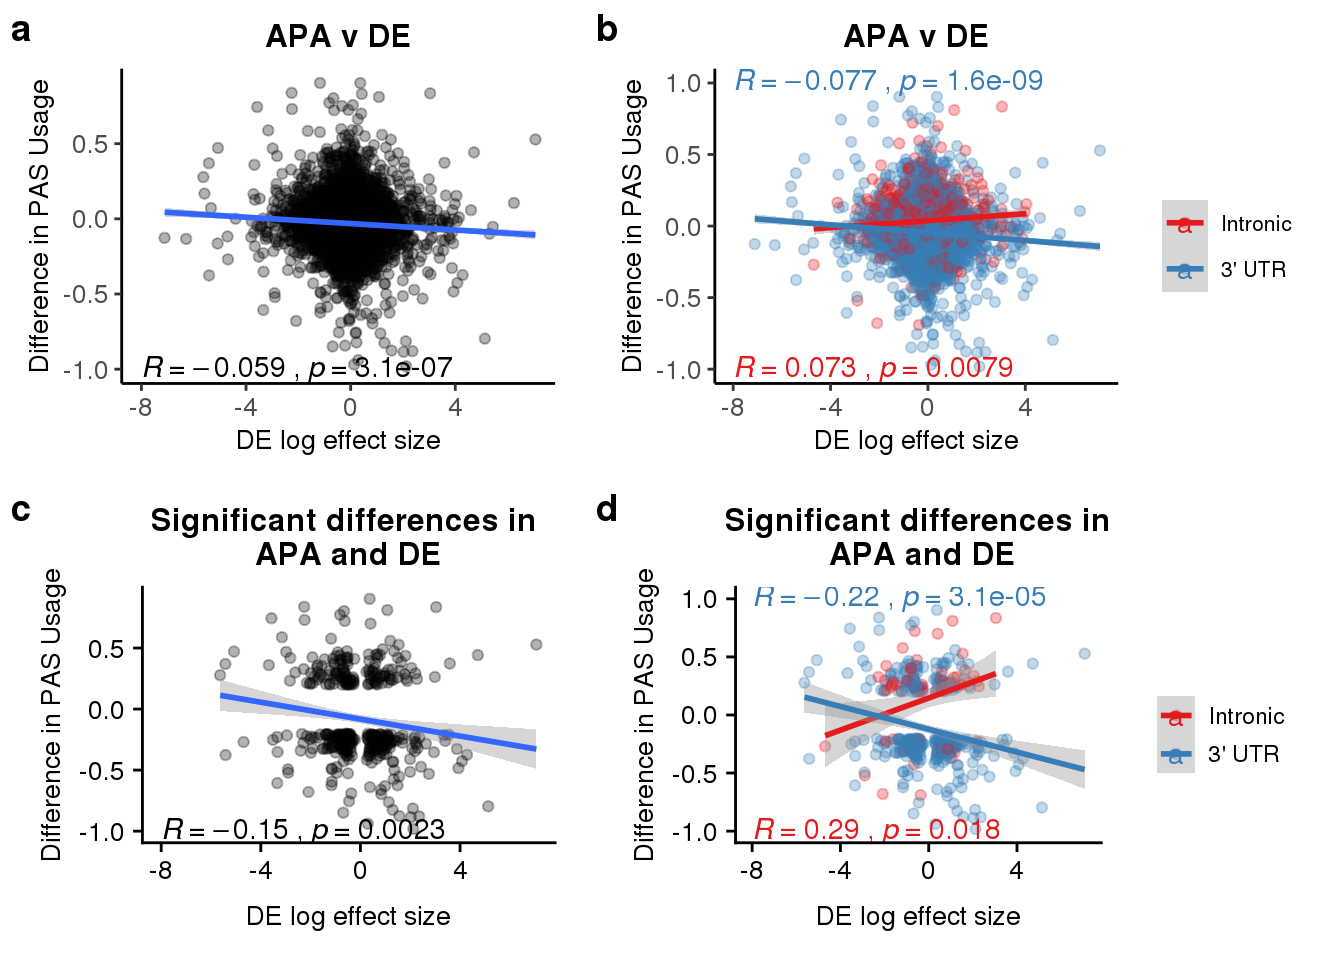 a
APA v DE
Difference in PAS Usage
0.5
0.0
-0.5
-1.0
R = −0.059 , p = 3.1e-07
-8 -4 0 4
DE log effect size
b
APA v DE
Difference in PAS Usage
1.0
0.5
0.0
-0.5
-1.0
R = −0.077 , p = 1.6e-09
R = 0.073 , p = 0.0079
-8 -4 0 4
DE log effect size
a Intronic
a 3' UTR
c
Significant differences in
APA and DE
Difference in PAS Usage
0.5
0.0
-0.5
-1.0
R = −0.15 , p = 0.0023
-8 -4 0 4
DE log effect size
d
Significant differences in
APA and DE
Difference in PAS Usage
1.0
0.5
0.0
-0.5
-1.0
R = −0.22 , p = 3.1e-05
R = 0.29 , p = 0.018
-8 -4 0 4
DE log effect size
a Intronic
a 3' UTR